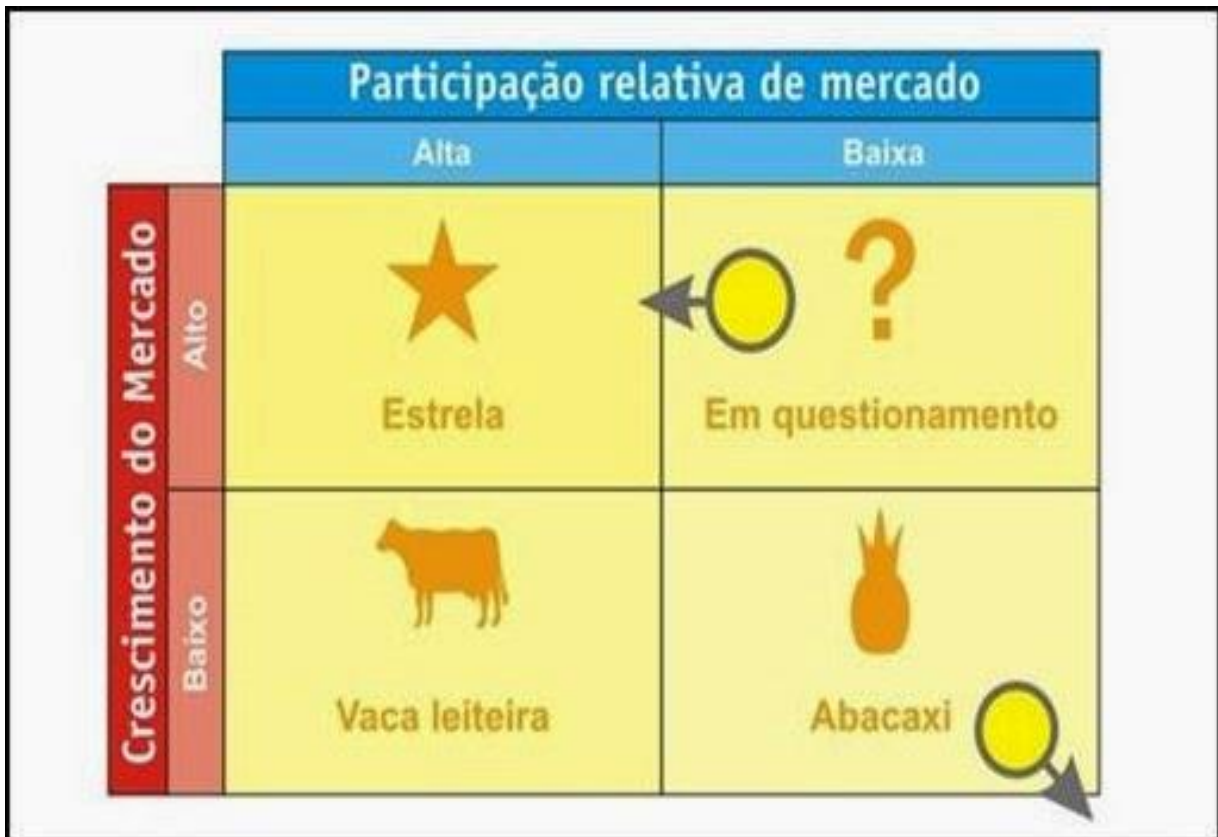 Participação relativa de mercado
Alta
Baixa
Crescimento do Mercado
Alto
?
Estrela
Em questionamento
Baixo
Vaca leiteira
Abacaxi